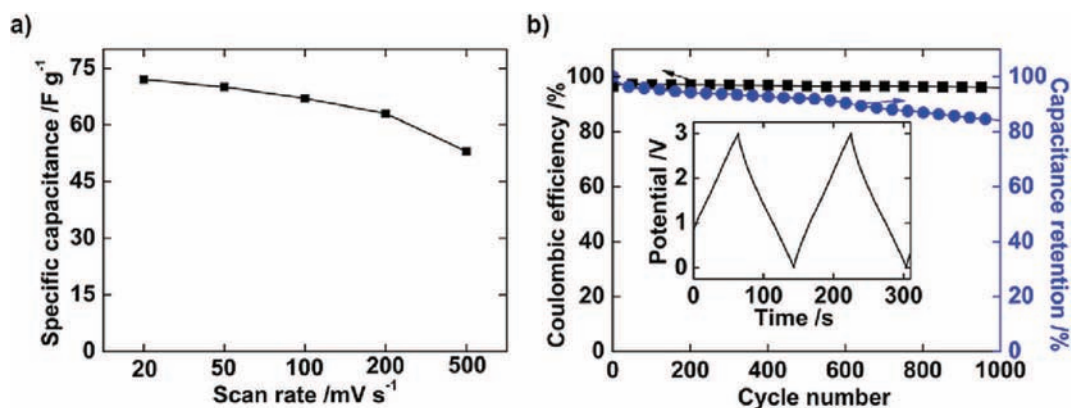 a)
Specific capacitance /F g⁻¹
75
60
45
30
15
0
20 50 100 200 500
Scan rate /mV s⁻¹
b)
Coulombic efficiency /%
100
80
60
40
20
0
0 200 400 600 800 1000
Cycle number
100
80
60
40
20
0
Capacitance retention /%
Potential /V
3
2
1
0
0 100 200 300
Time /s